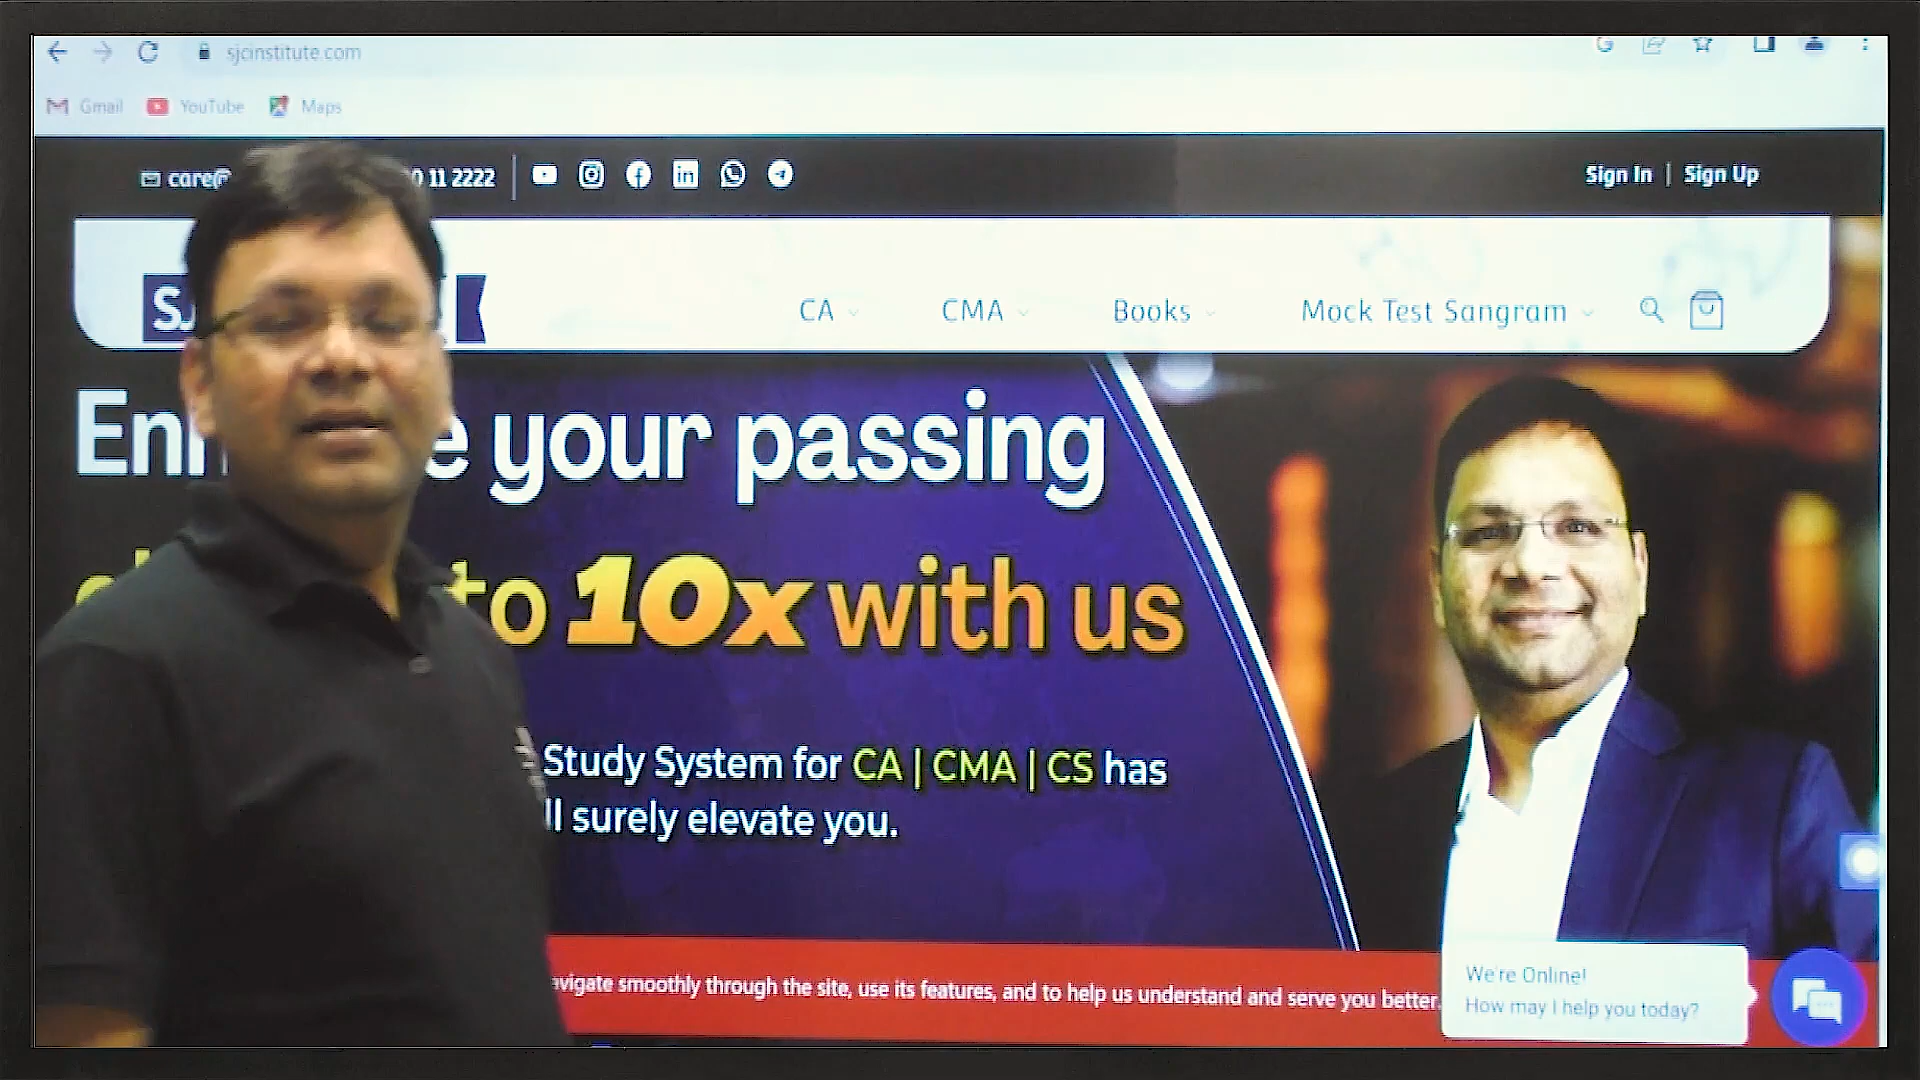 sjcinstitute.com
Gmail YouTube Maps
care@ 0 11 2222 Sign In | Sign Up
SJ
CA CMA Books Mock Test Sangram
your passing
to 10x with us
Study System for CA | CMA | CS has
ll surely elevate you.
avigate smoothly through the site, use its features, and to help us understand and serve you better.
We're Online!
How may I help you today?